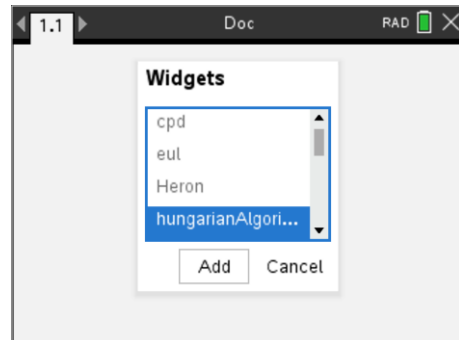 1.1 Doc RAD
Widgets
cpd
eul
Heron
hungarianAlgori...
Add Cancel